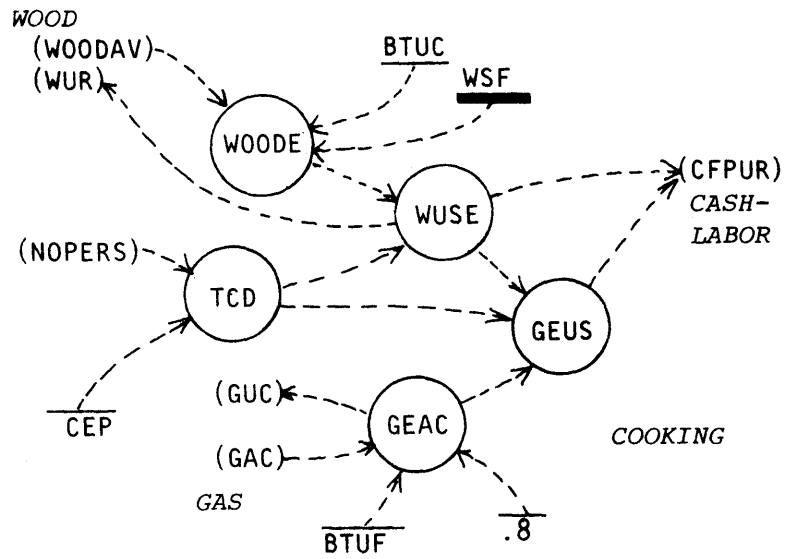 WOOD
(WOODAV)
(WUR)
BTUC
WSF
WOODE
(CFPUR)
CASH-
LABOR
WUSE
(NOPERS)
TCD
GEUS
(GUC)
CEP
GEAC
COOKING
(GAC)
GAS
BTUF
.8